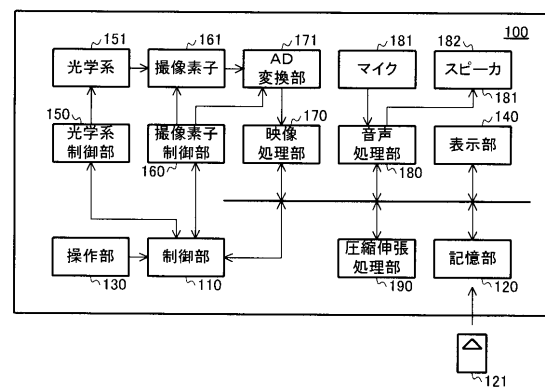 100
151
161
171
181
182
光学系
撮像素子
AD
変換部
マイク
スピーカ
181
150
170
140
光学系
制御部
撮像素子
制御部
映像
処理部
音声
処理部
表示部
160
180
操作部
制御部
圧縮伸張
処理部
記憶部
130
110
190
120
121